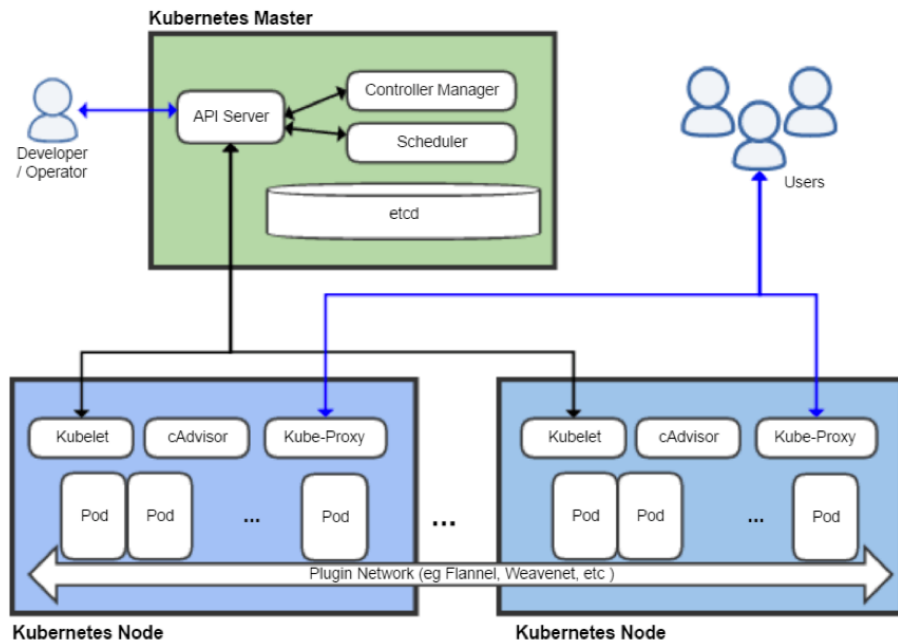 Kubernetes Master
API Server
Controller Manager
Scheduler
etcd
Developer
/ Operator
Users
Kubelet
cAdvisor
Kube-Proxy
Pod
Pod
...
Pod
...
Kubelet
cAdvisor
Kube-Proxy
Pod
Pod
...
Pod
Plugin Network (eg Flannel, Weavenet, etc )
Kubernetes Node
Kubernetes Node